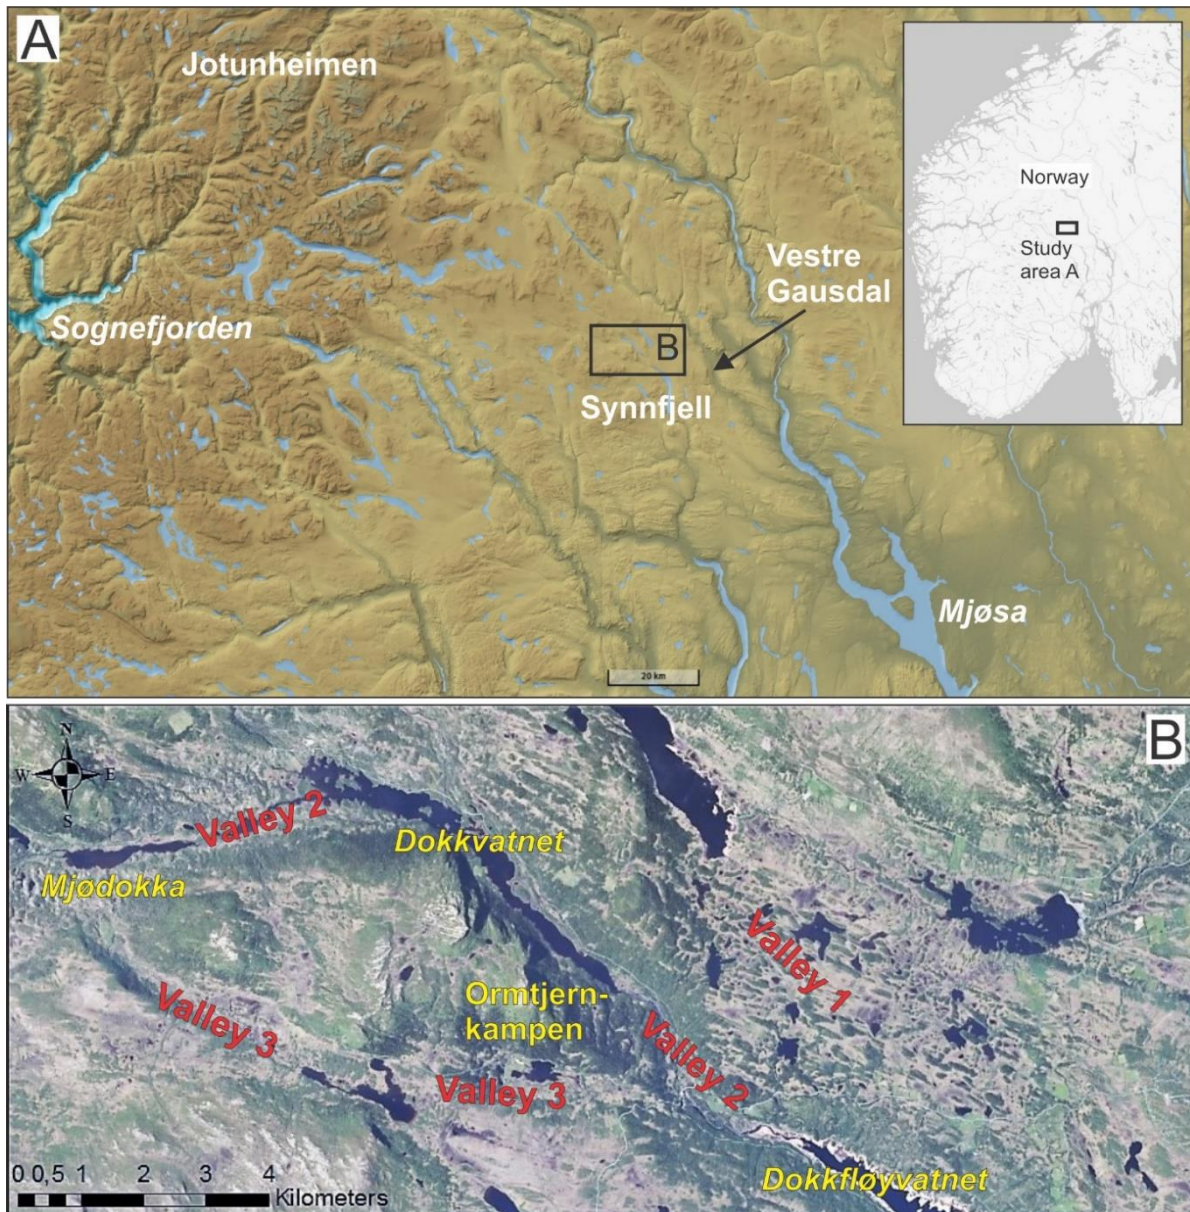 A
Jotunheimen
Norway
Study
area A
Vestre
Gausdal
Sognefjorden
B
Synnfjell
Mjøsa
20 km
B
N
W
E
S
Valley 2
Dokkvatnet
Mjødokka
Valley 1
Ormtjern-
kampen
Valley 3
Valley 2
Valley 3
Dokkfløyvatnet
0 0,5 1 2 3 4
Kilometers